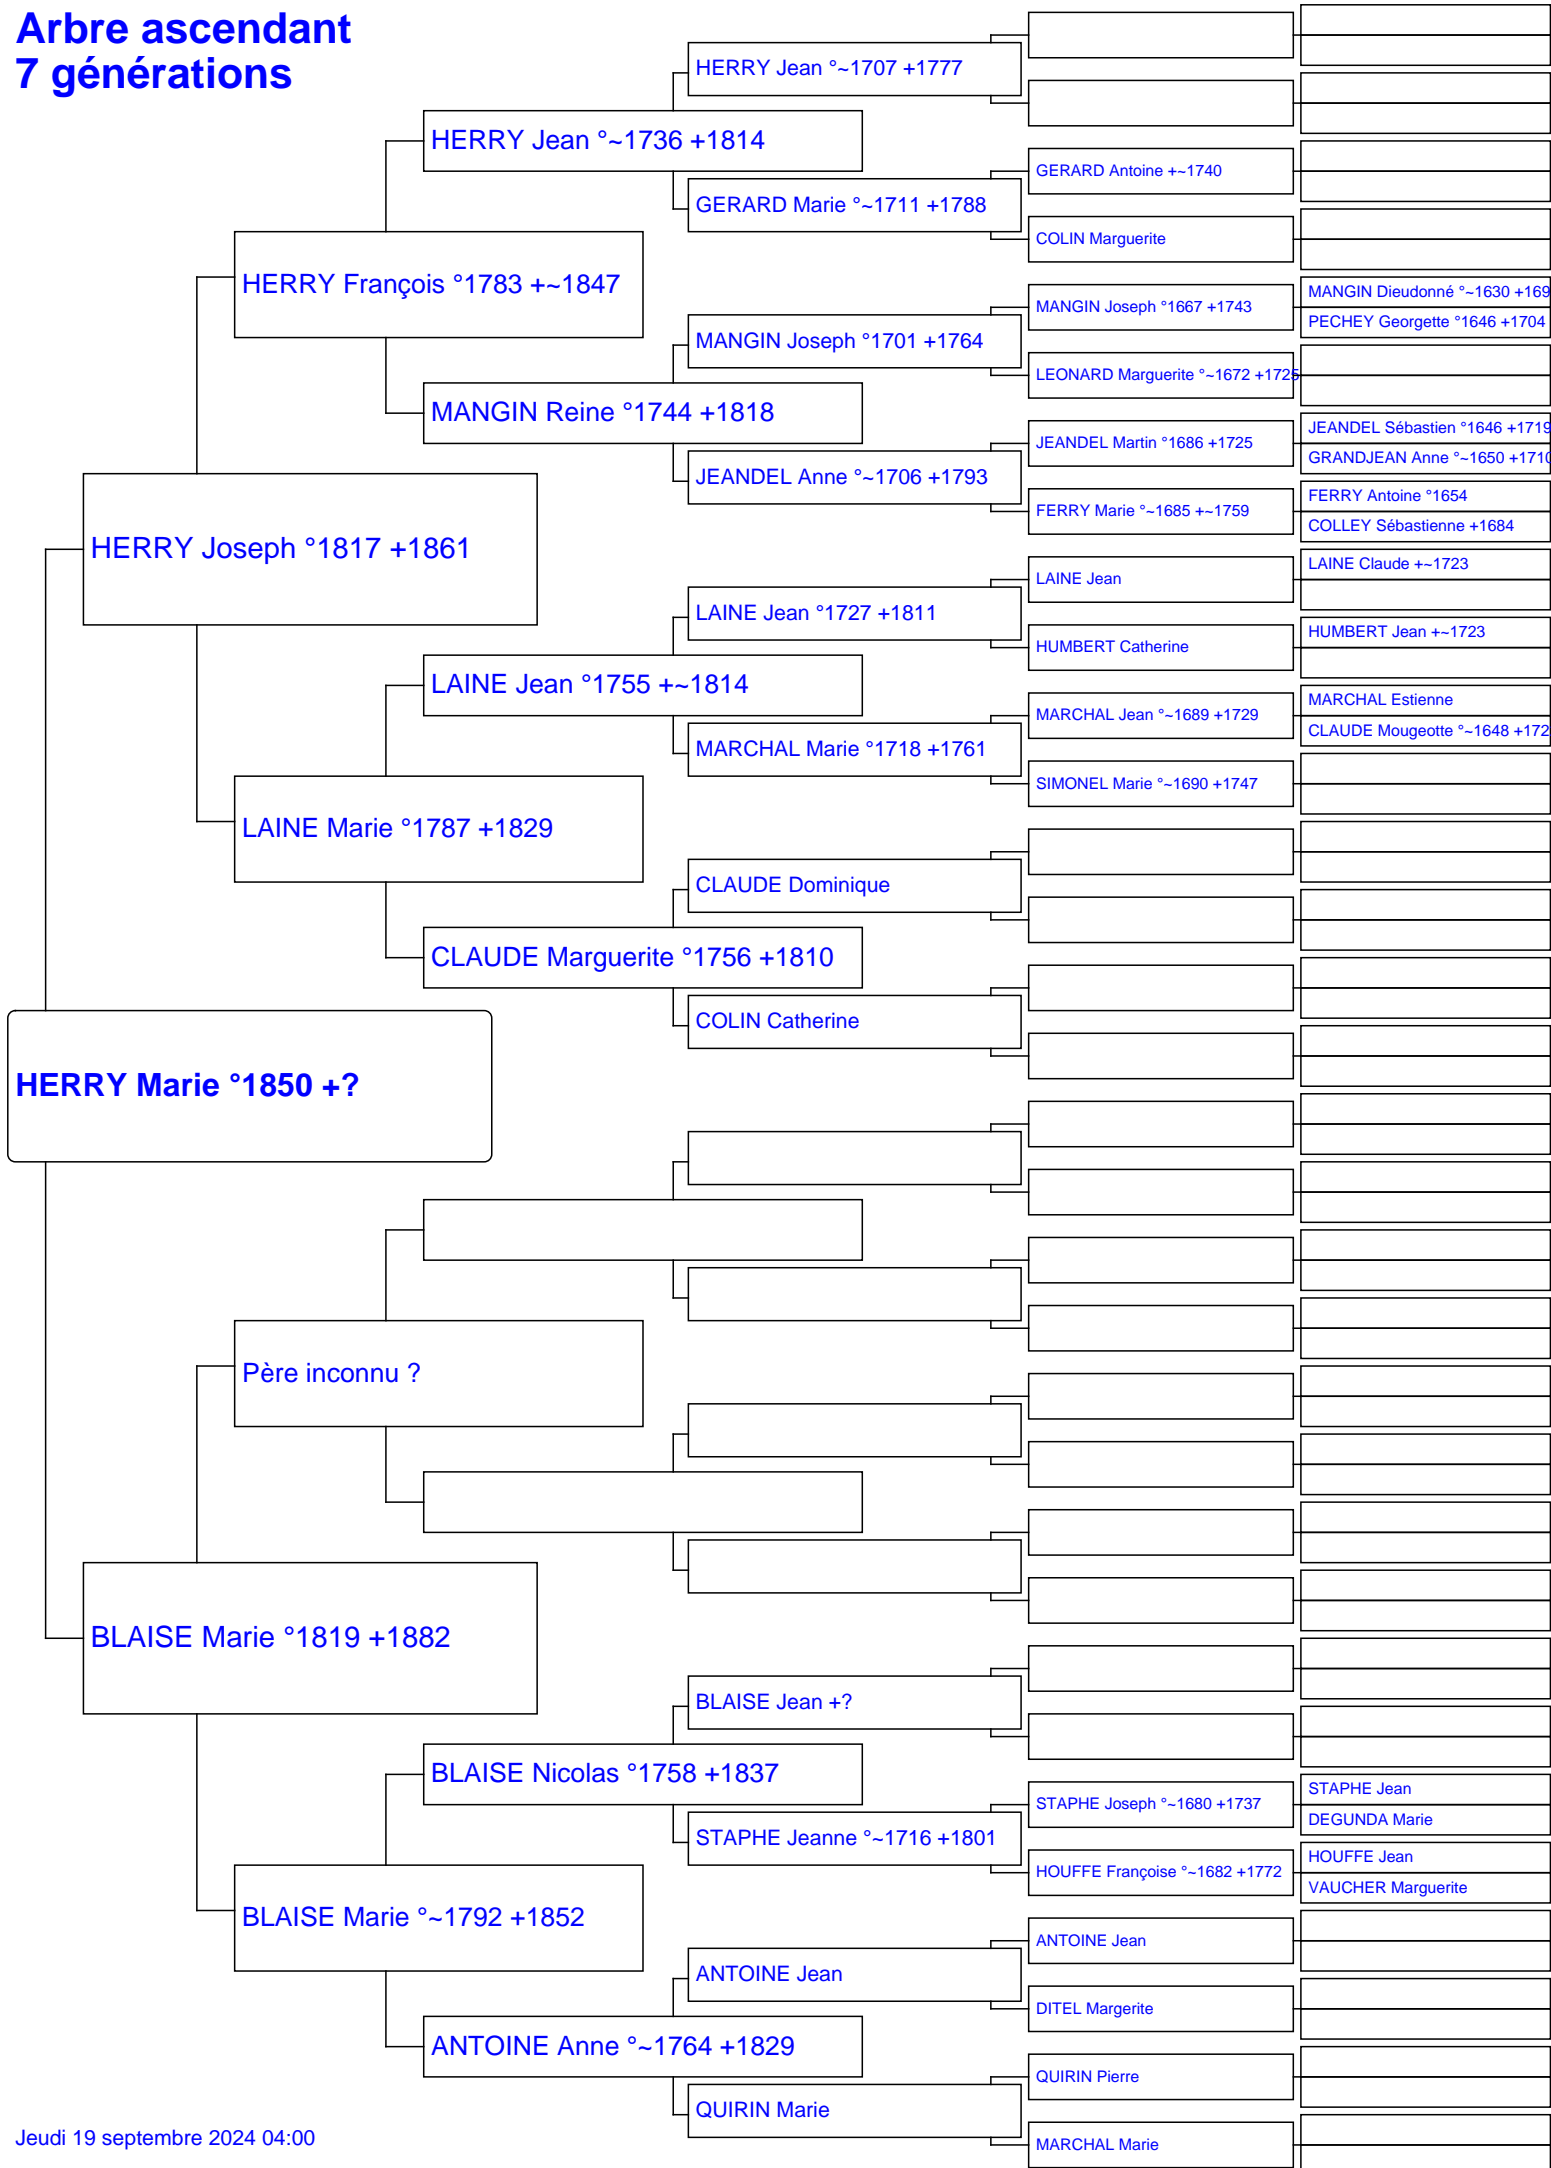 Arbre ascendant
7 générations
HERRY Jean °~1707 +1777
HERRY Jean °~1736 +1814
GERARD Antoine +~1740
GERARD Marie °~1711 +1788
COLIN Marguerite
HERRY François °1783 +~1847
MANGIN Dieudonné °~1630 +169
MANGIN Joseph °1667 +1743
PECHEY Georgette °1646 +1704
MANGIN Joseph °1701 +1764
LEONARD Marguerite °~1672 +1725
MANGIN Reine °1744 +1818
JEANDEL Sébastien °1646 +1719
JEANDEL Martin °1686 +1725
GRANDJEAN Anne °~1650 +1710
JEANDEL Anne °~1706 +1793
FERRY Antoine °1654
FERRY Marie °~1685 +~1759
COLLEY Sébastienne +1684
HERRY Joseph °1817 +1861
LAINE Claude +~1723
LAINE Jean
LAINE Jean °1727 +1811
HUMBERT Jean +~1723
HUMBERT Catherine
LAINE Jean °1755 +~1814
MARCHAL Estienne
MARCHAL Jean °~1689 +1729
CLAUDE Mougeotte °~1648 +172
MARCHAL Marie °1718 +1761
SIMONEL Marie °~1690 +1747
LAINE Marie °1787 +1829
CLAUDE Dominique
CLAUDE Marguerite °1756 +1810
COLIN Catherine
HERRY Marie °1850 +?
Père inconnu ?
BLAISE Marie °1819 +1882
BLAISE Jean +?
BLAISE Nicolas °1758 +1837
STAPHE Jean
STAPHE Joseph °~1680 +1737
DEGUNDA Marie
STAPHE Jeanne °~1716 +1801
HOUFFE Jean
HOUFFE Françoise °~1682 +1772
VAUCHER Marguerite
BLAISE Marie °~1792 +1852
ANTOINE Jean
ANTOINE Jean
DITEL Margerite
ANTOINE Anne °~1764 +1829
QUIRIN Pierre
QUIRIN Marie
MARCHAL Marie
Jeudi 19 septembre 2024 04:00